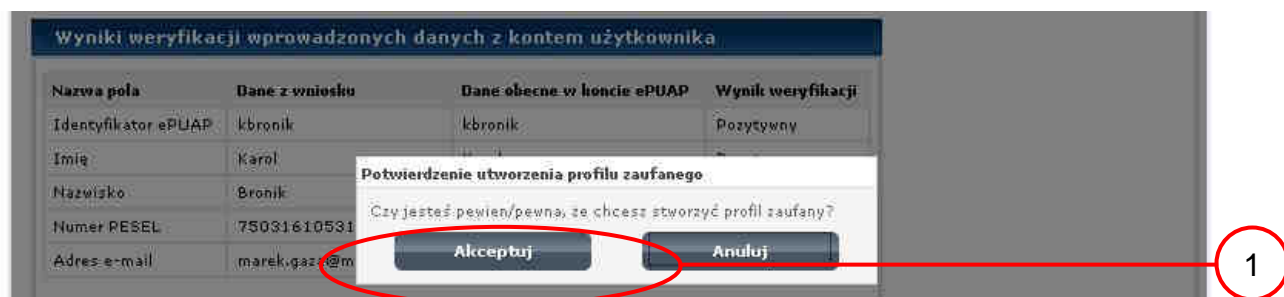 Wyniki weryfikacji wprowadzonych danych z kontem użytkownika
Nazwa pola Dane z wniosku Dane obecne w koncie ePUAP Wynik weryfikacji
Identyfikator ePUAP kbronik kbronik Pozytywny
Imię Karol
Nazwisko Bronik
Numer PESEL 75031610531
Adres e-mail
Potwierdzenie utworzenia profilu zaufanego
Czy jesteś pewien/pewna, że chcesz stworzyć profil zaufany?
Akceptuj Anuluj
1